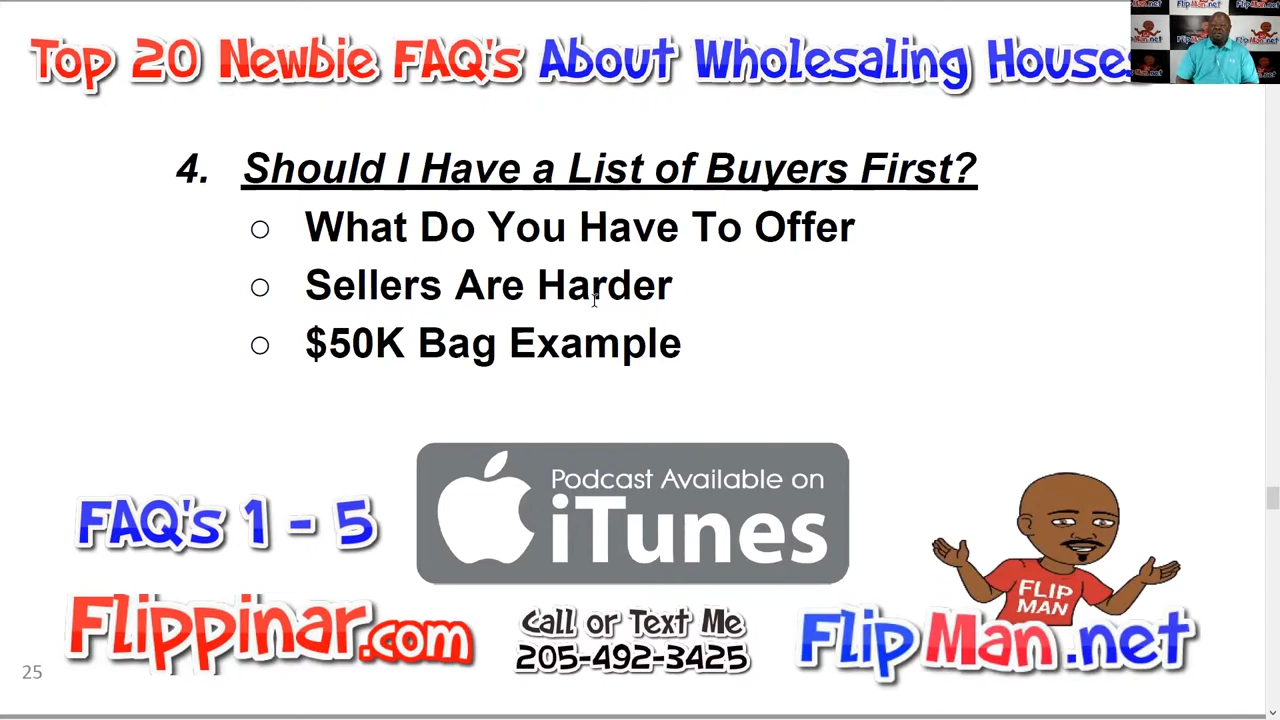 Top 20 Newbie FAQ's About Wholesaling Houses
FlipMan.net
4. Should I Have a List of Buyers First?
○ What Do You Have To Offer
○ Sellers Are Harder
○ $50K Bag Example
Podcast Available on
iTunes
FAQ's 1 - 5
FLIP
MAN
Flippinar.com
Call or Text Me
205-492-3425
FlipMan.net
25